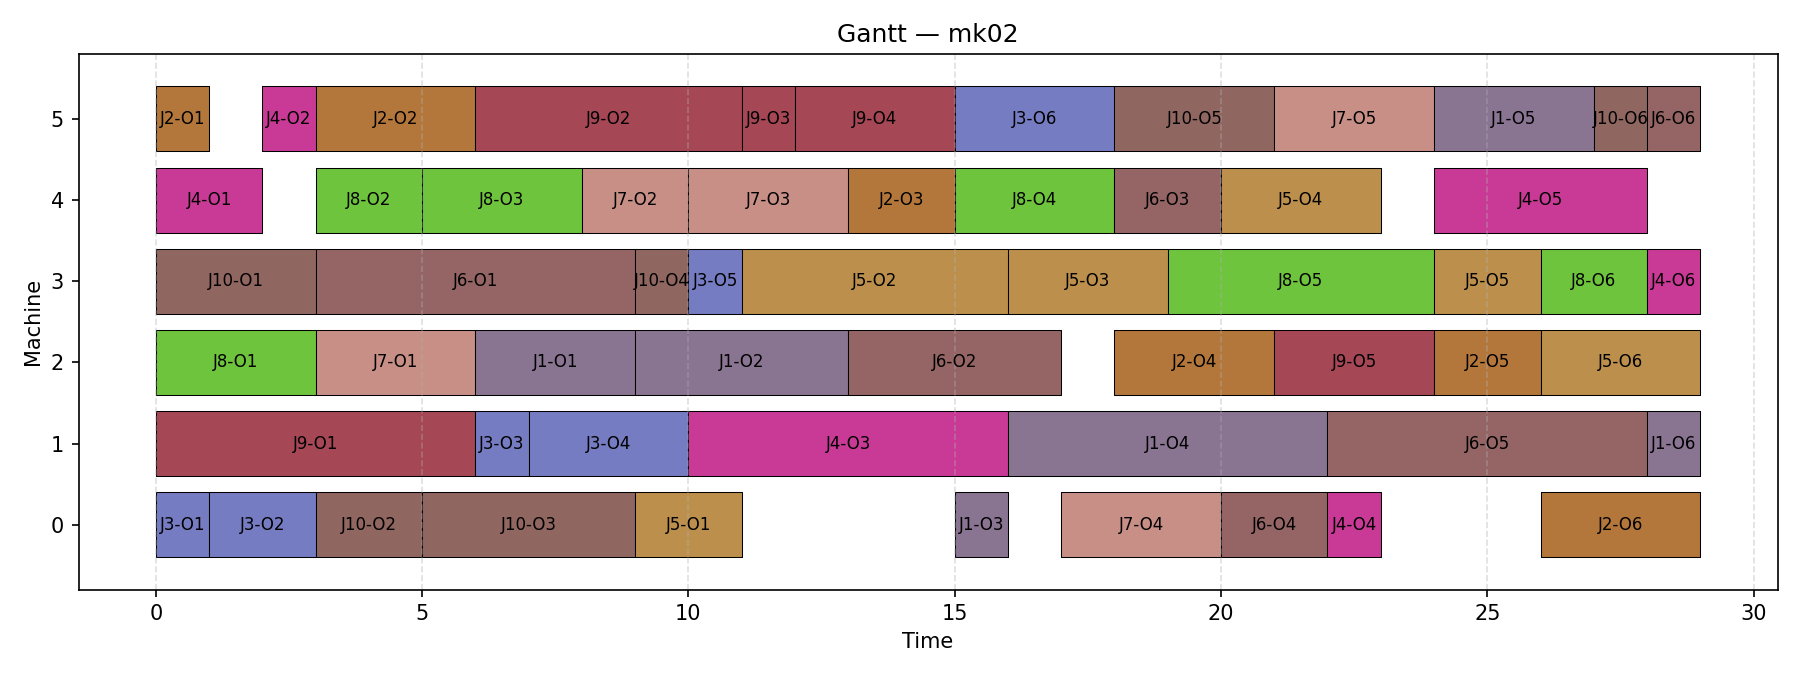 Gantt — mk02
Machine
5
J2-O1 J4-O2 J2-O2 J9-O2 J9-O3 J9-O4 J3-O6 J10-O5 J7-O5 J1-O5 J10-O6 J6-O6
4
J4-O1 J8-O2 J8-O3 J7-O2 J7-O3 J2-O3 J8-O4 J6-O3 J5-O4 J4-O5
3
J10-O1 J6-O1 J10-O4 J3-O5 J5-O2 J5-O3 J8-O5 J5-O5 J8-O6 J4-O6
2
J8-O1 J7-O1 J1-O1 J1-O2 J6-O2 J2-O4 J9-O5 J2-O5 J5-O6
1
J9-O1 J3-O3 J3-O4 J4-O3 J1-O4 J6-O5 J1-O6
0
J3-O1 J3-O2 J10-O2 J10-O3 J5-O1 J1-O3 J7-O4 J6-O4 J4-O4 J2-O6
0 5 10 15 20 25 30
Time